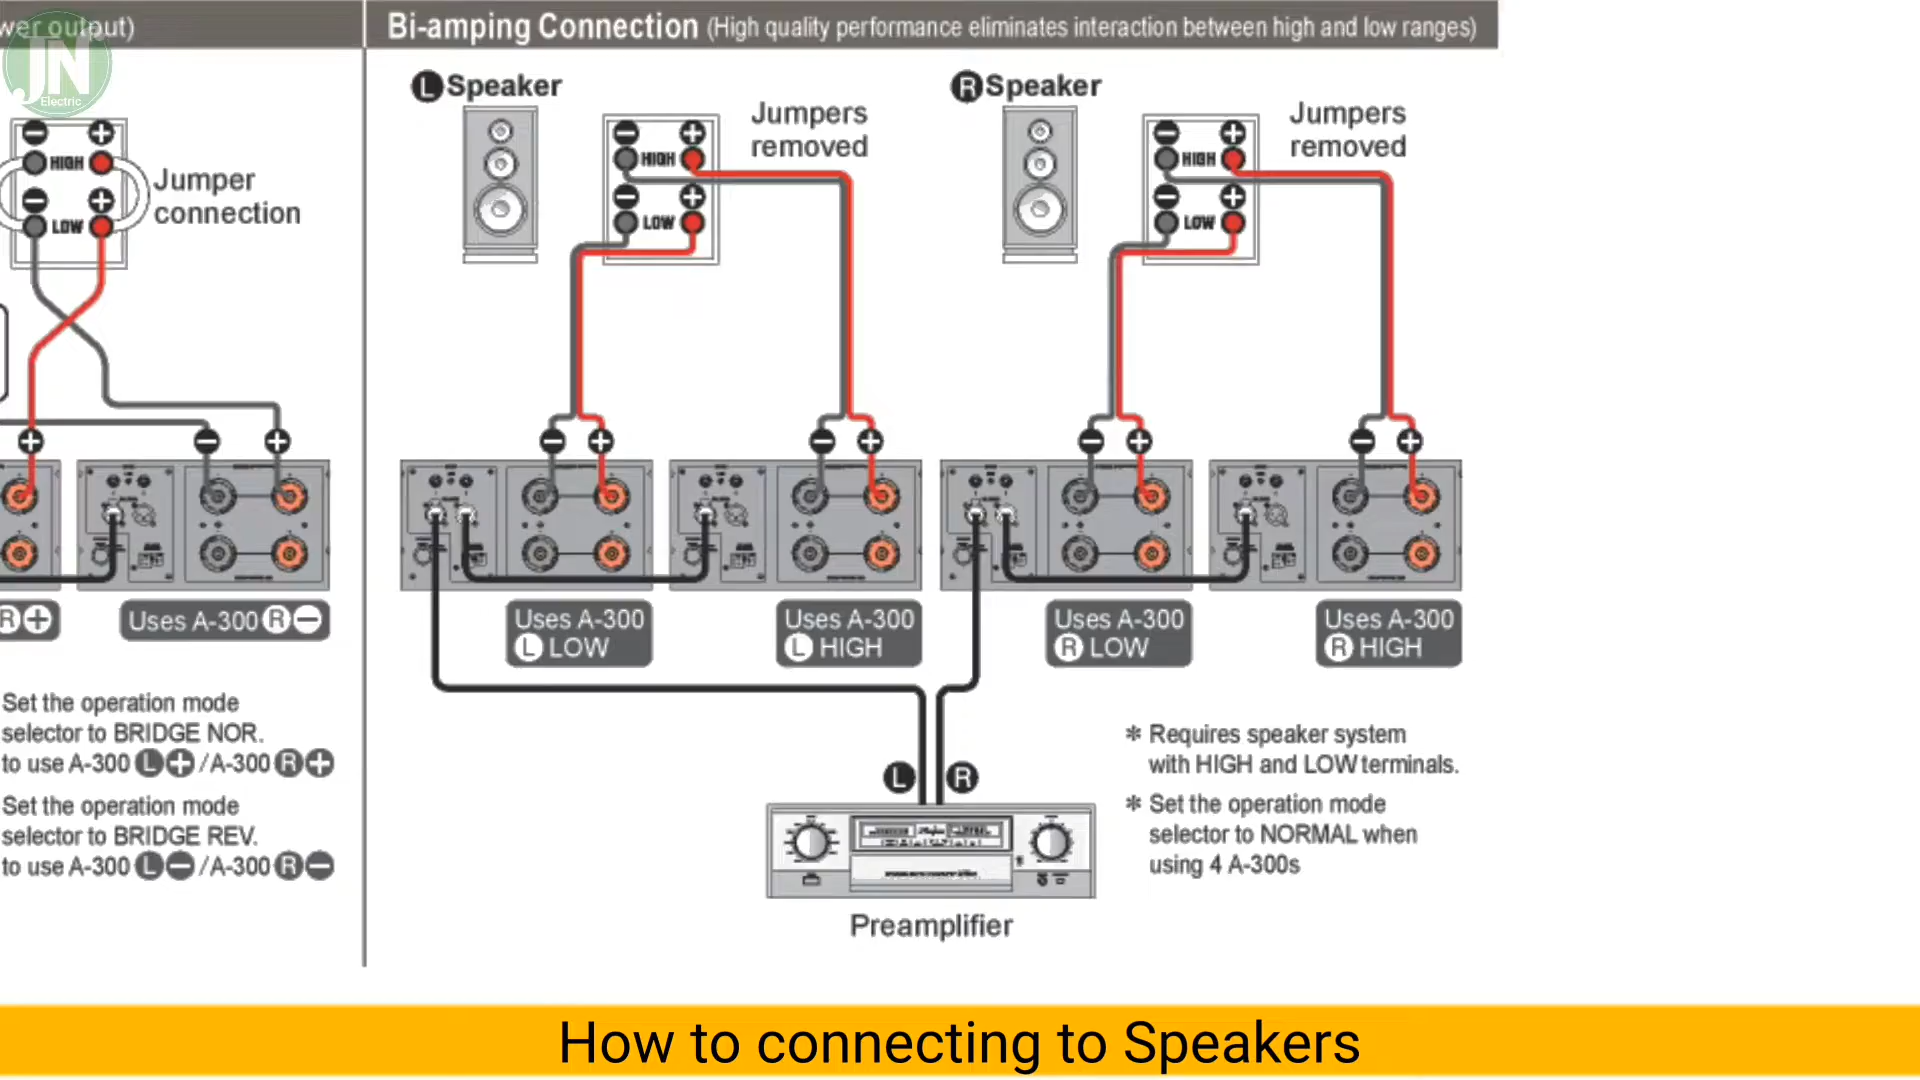 wer output)
JN
Electric
HIGH
LOW
Jumper
connection
R+
Uses A-300 R−
Set the operation mode
selector to BRIDGE NOR.
to use A-300 L+ /A-300 R+
Set the operation mode
selector to BRIDGE REV.
to use A-300 L− /A-300 R−
Bi-amping Connection (High quality performance eliminates interaction between high and low ranges)
L Speaker
HIGH
LOW
Jumpers
removed
R Speaker
HIGH
LOW
Jumpers
removed
Uses A-300
L LOW
Uses A-300
L HIGH
Uses A-300
R LOW
Uses A-300
R HIGH
L R
Preamplifier
* Requires speaker system
with HIGH and LOW terminals.
* Set the operation mode
selector to NORMAL when
using 4 A-300s
How to connecting to Speakers